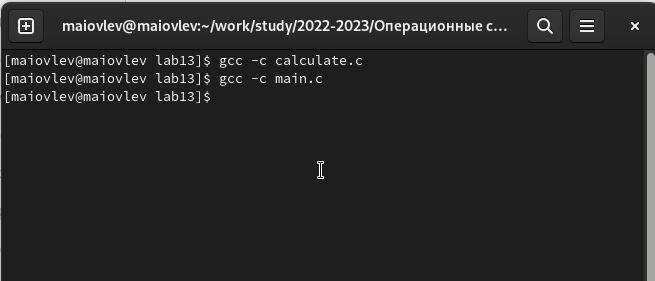 maiovlev@maiovlev:~/work/study/2022-2023/Операционные с...
[maiovlev@maiovlev lab13]$ gcc -c calculate.c
[maiovlev@maiovlev lab13]$ gcc -c main.c
[maiovlev@maiovlev lab13]$